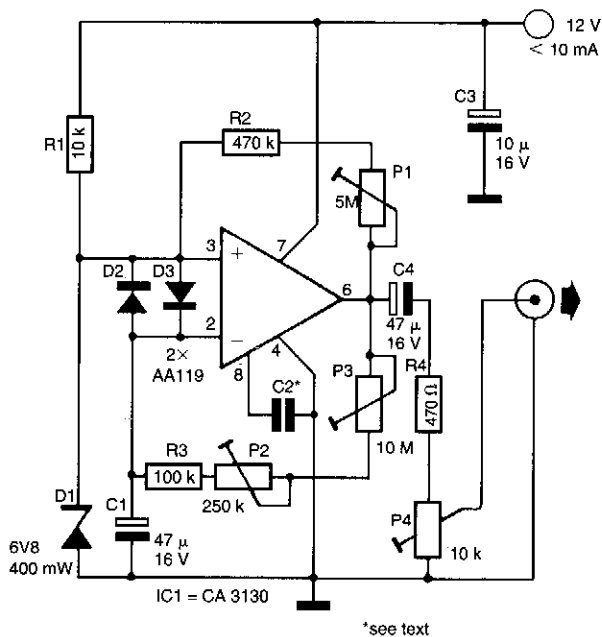 12 V
< 10 mA
C3
10 µ
16 V
R2
470 k
R1
10 k
P1
5M
D2
D3
3
+
7
2
−
6
2×
AA119
4
8
C2*
C4
47 µ
16 V
P3
10 M
R4
470 Ω
R3
100 k
P2
250 k
P4
10 k
D1
6V8
400 mW
C1
47 µ
16 V
IC1 = CA 3130
*see text